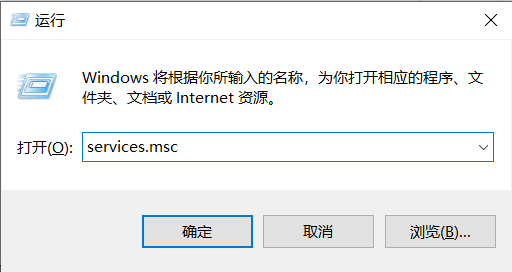 运行
Windows 将根据你所输入的名称，为你打开相应的程序、文
件夹、文档或 Internet 资源。
打开(O): services.msc
确定 取消 浏览(B)...